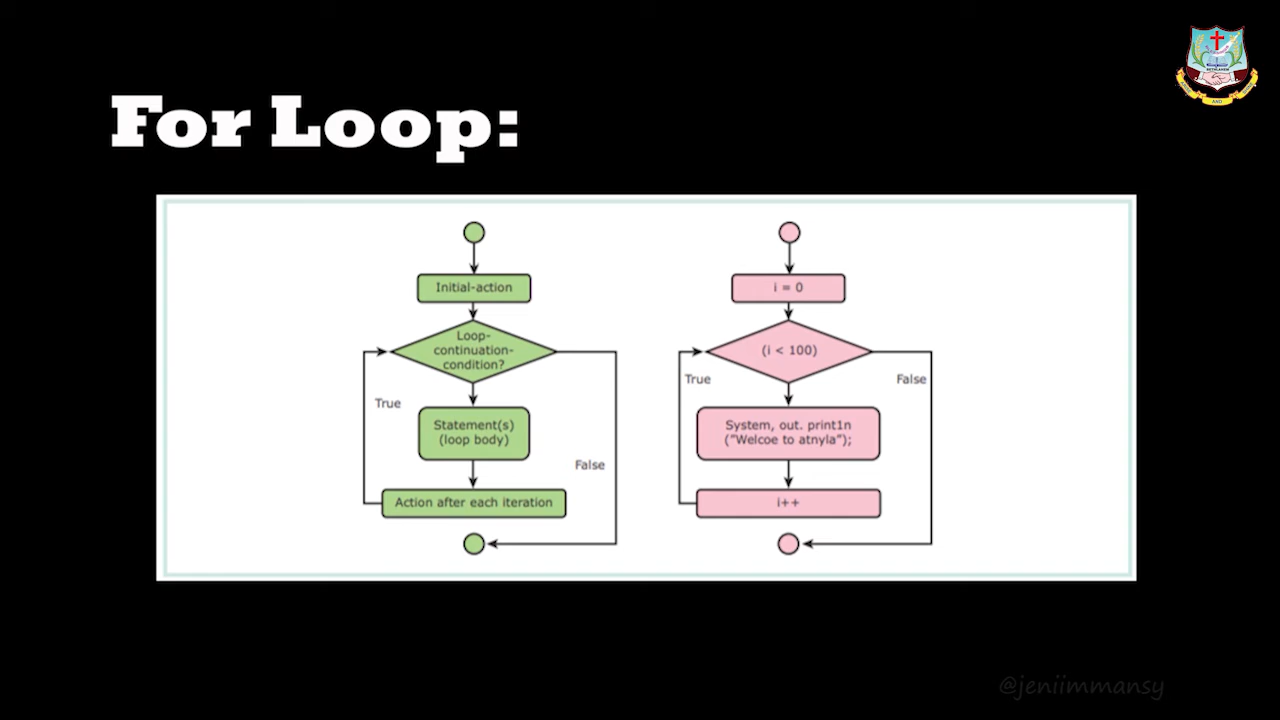 For Loop:
Initial-action
Loop-
continuation-
condition?
True
Statement(s)
(loop body)
False
Action after each iteration
i = 0
(i < 100)
True
False
System, out. print1n
("Welcoe to atnyla");
i++
AND
@jeniimmansy